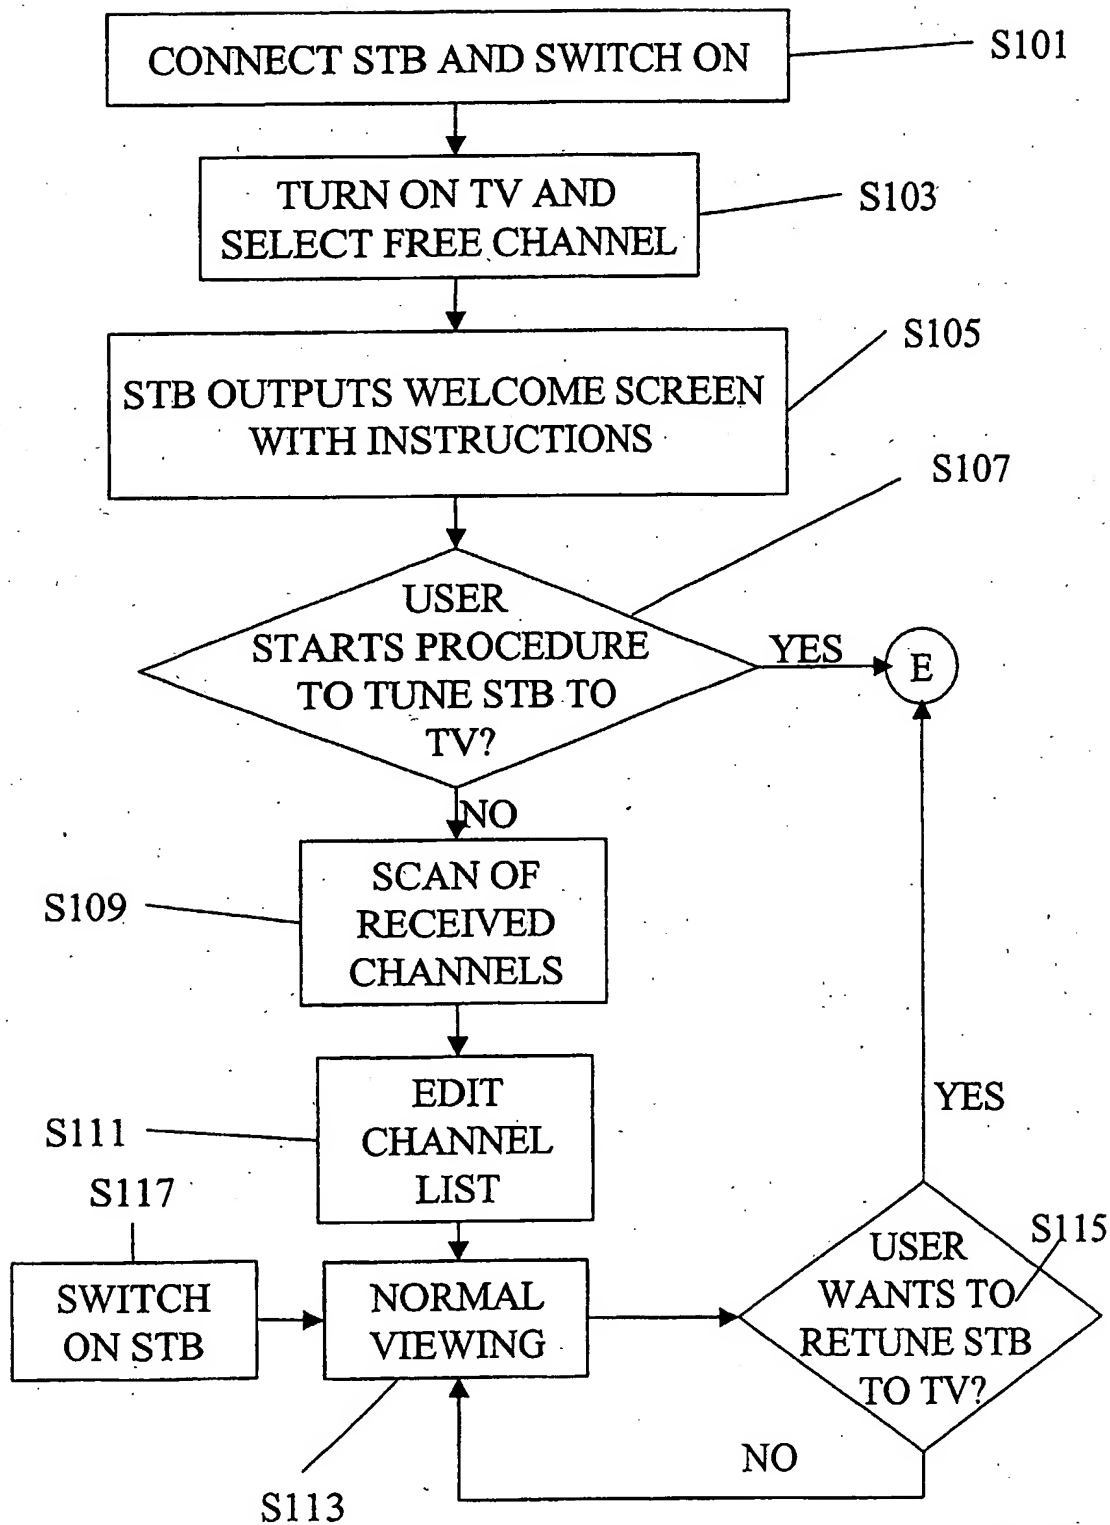 CONNECT STB AND SWITCH ON
S101
TURN ON TV AND
SELECT FREE CHANNEL
S103
STB OUTPUTS WELCOME SCREEN
WITH INSTRUCTIONS
S105
S107
USER
STARTS PROCEDURE
TO TUNE STB TO
TV?
YES
E
NO
SCAN OF
RECEIVED
CHANNELS
S109
EDIT
CHANNEL
LIST
S111
YES
S117
SWITCH
ON STB
NORMAL
VIEWING
S115
USER
WANTS TO
RETUNE STB
TO TV?
NO
S113